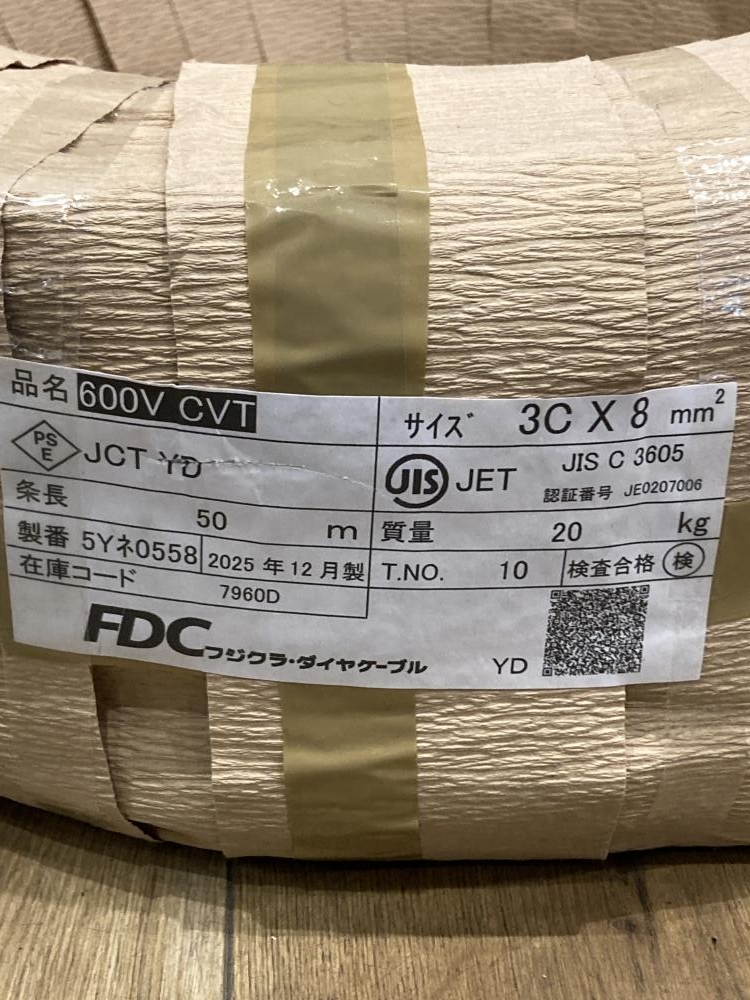 品名 600V CVT
サイズ 3C X 8 mm²
PS E JCT YD
JIS JET JIS C 3605
認証番号 JE0207006
条長 50 m
質量 20 kg
製番 5Yネ0558 2025 年 12 月製
T.NO. 10 検査合格 検
在庫コード 7960D
FDC フジクラ・ダイヤケーブル
YD